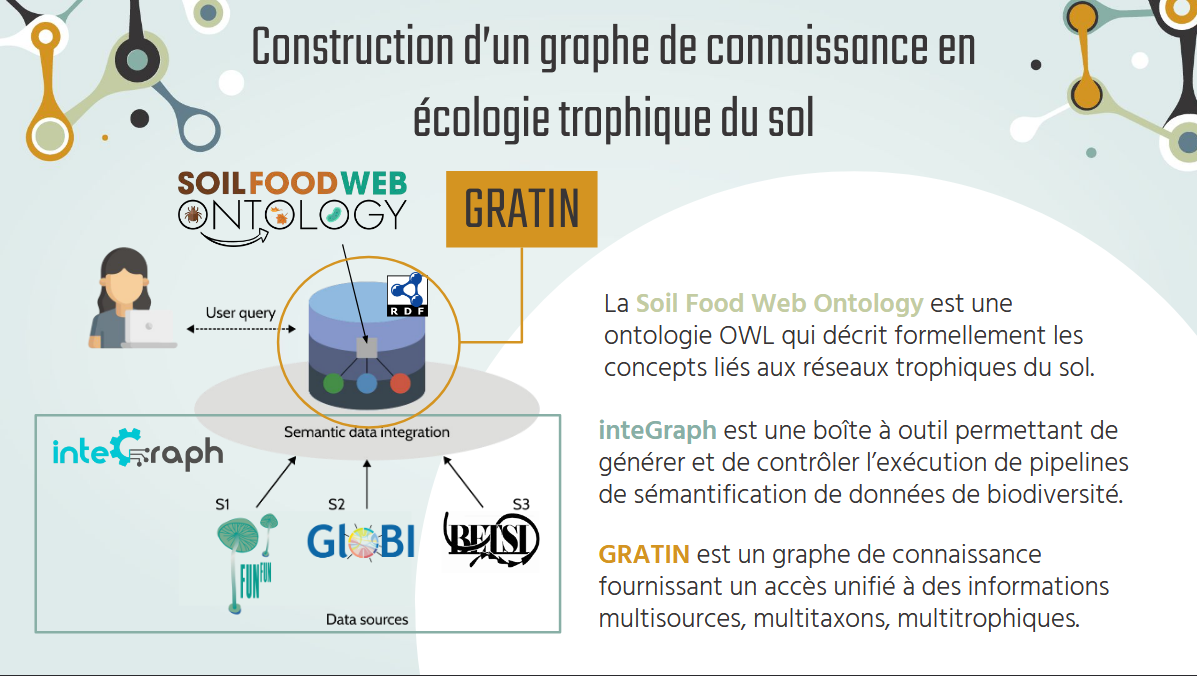 Construction d'un graphe de connaissance en
écologie trophique du sol
SOILFOODWEB
ONTOLOGY
GRATIN
RDF
User query
La Soil Food Web Ontology est une
ontologie OWL qui décrit formellement les
concepts liés aux réseaux trophiques du sol.
inteGraph
Semantic data integration
inteGraph est une boîte à outil permettant de
générer et de contrôler l'exécution de pipelines
de sémantification de données de biodiversité.
S1
S2
S3
FUN
FUN
GLOBI
BETSI
Data sources
GRATIN est un graphe de connaissance
fournissant un accès unifié à des informations
multisources, multitaxons, multitrophiques.